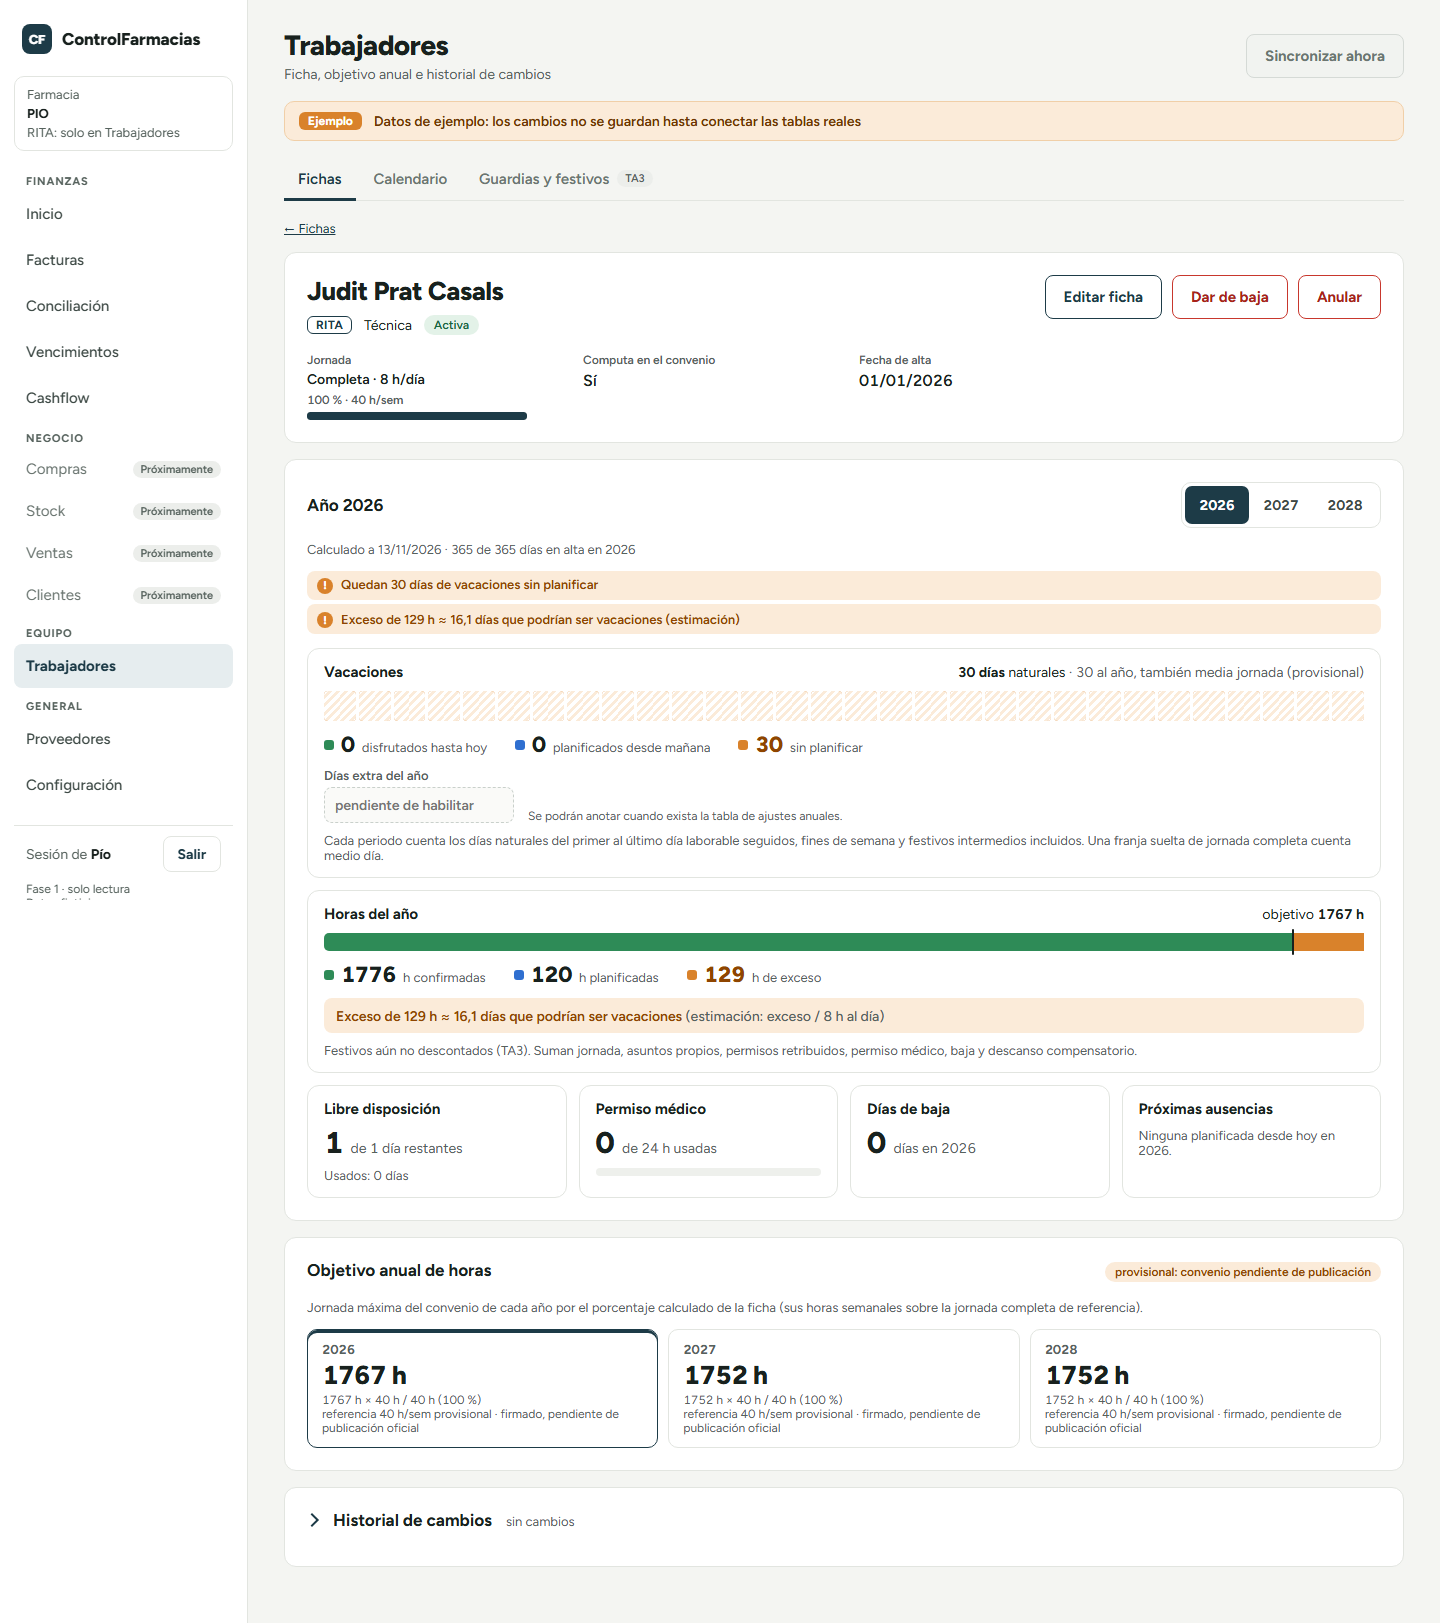 CF ControlFarmacias
Farmacia
PIO
RITA: solo en Trabajadores
FINANZAS
Inicio
Facturas
Conciliación
Vencimientos
Cashflow
NEGOCIO
Compras Próximamente
Stock Próximamente
Ventas Próximamente
Clientes Próximamente
EQUIPO
Trabajadores
GENERAL
Proveedores
Configuración
Sesión de Pío Salir
Fase 1 · solo lectura
Trabajadores
Ficha, objetivo anual e historial de cambios
Sincronizar ahora
Ejemplo Datos de ejemplo: los cambios no se guardan hasta conectar las tablas reales
Fichas Calendario Guardias y festivos TA3
← Fichas
Judit Prat Casals
Editar ficha Dar de baja Anular
RITA Técnica Activa
Jornada
Completa · 8 h/día
100 % · 40 h/sem
Computa en el convenio
Sí
Fecha de alta
01/01/2026
Año 2026
2026 2027 2028
Calculado a 13/11/2026 · 365 de 365 días en alta en 2026
! Quedan 30 días de vacaciones sin planificar
! Exceso de 129 h ≈ 16,1 días que podrían ser vacaciones (estimación)
Vacaciones
30 días naturales · 30 al año, también media jornada (provisional)
0 disfrutados hasta hoy 0 planificados desde mañana 30 sin planificar
Días extra del año
pendiente de habilitar Se podrán anotar cuando exista la tabla de ajustes anuales.
Cada periodo cuenta los días naturales del primer al último día laborable seguidos, fines de semana y festivos intermedios incluidos. Una franja suelta de jornada completa cuenta
medio día.
Horas del año
objetivo 1767 h
1776 h confirmadas 120 h planificadas 129 h de exceso
Exceso de 129 h ≈ 16,1 días que podrían ser vacaciones (estimación: exceso / 8 h al día)
Festivos aún no descontados (TA3). Suman jornada, asuntos propios, permisos retribuidos, permiso médico, baja y descanso compensatorio.
Libre disposición
1 de 1 día restantes
Usados: 0 días
Permiso médico
0 de 24 h usadas
Días de baja
0 días en 2026
Próximas ausencias
Ninguna planificada desde hoy en
2026.
Objetivo anual de horas
provisional: convenio pendiente de publicación
Jornada máxima del convenio de cada año por el porcentaje calculado de la ficha (sus horas semanales sobre la jornada completa de referencia).
2026
1767 h
1767 h × 40 h / 40 h (100 %)
referencia 40 h/sem provisional · firmado, pendiente de
publicación oficial
2027
1752 h
1752 h × 40 h / 40 h (100 %)
referencia 40 h/sem provisional · firmado, pendiente de
publicación oficial
2028
1752 h
1752 h × 40 h / 40 h (100 %)
referencia 40 h/sem provisional · firmado, pendiente de
publicación oficial
Historial de cambios sin cambios